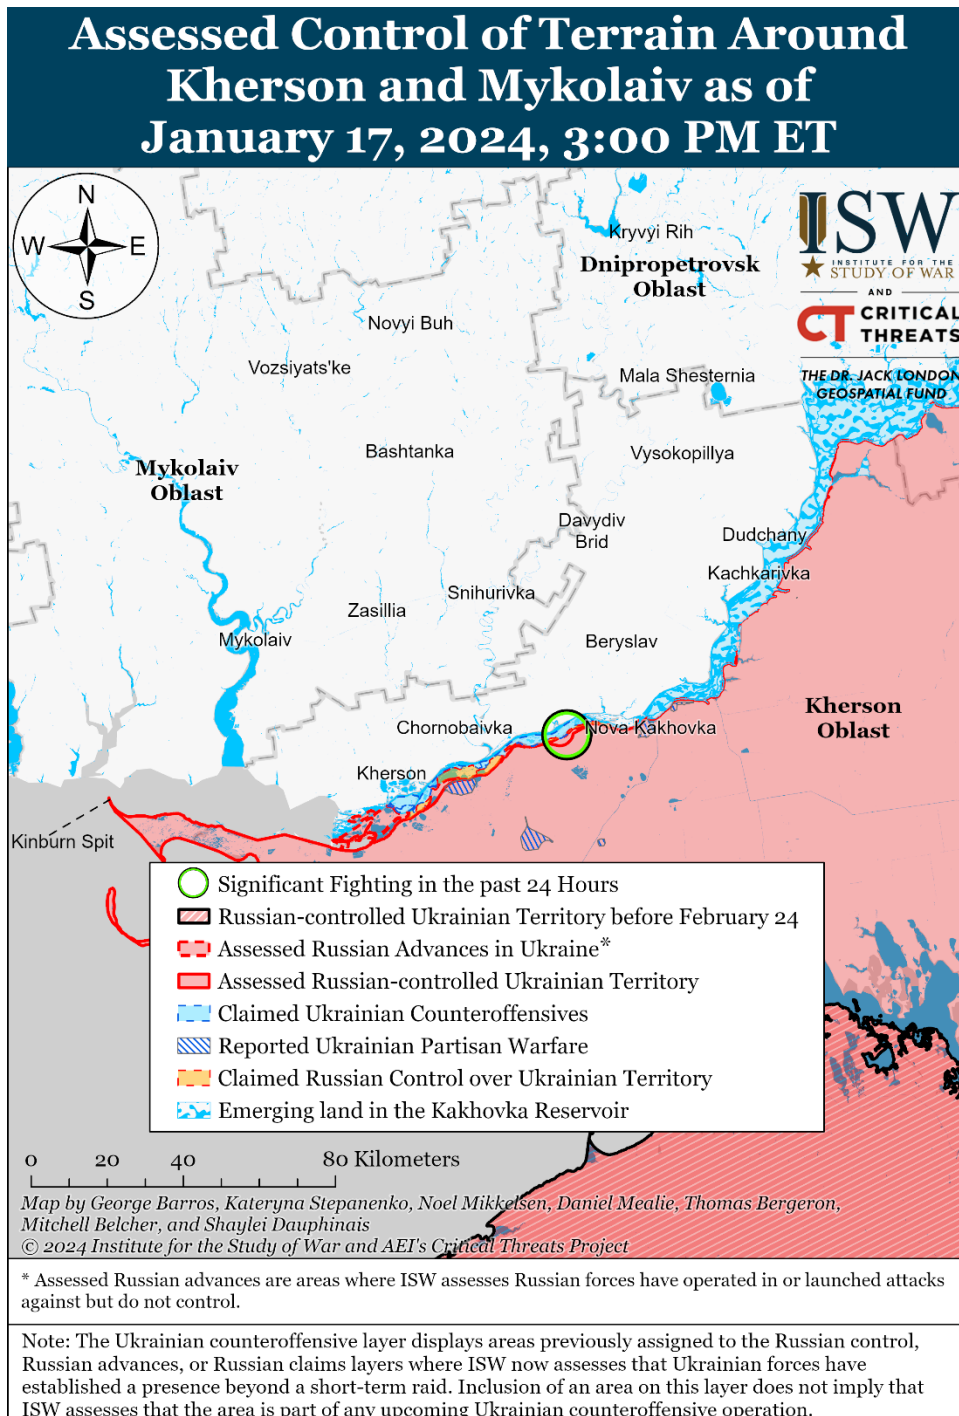 Assessed Control of Terrain Around
Kherson and Mykolaiv as of
January 17, 2024, 3:00 PM ET
N
W
E
S
ISW
INSTITUTE FOR THE
STUDY OF WAR
AND
CT CRITICAL
THREATS
THE DR. JACK LONDON
GEOSPATIAL FUND
Kryvyi Rih
Dnipropetrovsk
Oblast
Novyi Buh
Vozsiyats'ke
Mala Shesternia
Bashtanka
Vysokopillya
Mykolaiv
Oblast
Davydiv
Brid
Dudchany
Kachkarivka
Snihurivka
Zasillia
Mykolaiv
Beryslav
Kherson
Oblast
Chornobaivka
Nova Kakhovka
Kherson
Kinburn Spit
Significant Fighting in the past 24 Hours
Russian-controlled Ukrainian Territory before February 24
Assessed Russian Advances in Ukraine*
Assessed Russian-controlled Ukrainian Territory
Claimed Ukrainian Counteroffensives
Reported Ukrainian Partisan Warfare
Claimed Russian Control over Ukrainian Territory
Emerging land in the Kakhovka Reservoir
0 20 40 80 Kilometers
Map by George Barros, Kateryna Stepanenko, Noel Mikkelsen, Daniel Mealie, Thomas Bergeron,
Mitchell Belcher, and Shaylei Dauphinais
© 2024 Institute for the Study of War and AEI's Critical Threats Project
* Assessed Russian advances are areas where ISW assesses Russian forces have operated in or launched attacks
against but do not control.
Note: The Ukrainian counteroffensive layer displays areas previously assigned to the Russian control,
Russian advances, or Russian claims layers where ISW now assesses that Ukrainian forces have
established a presence beyond a short-term raid. Inclusion of an area on this layer does not imply that
ISW assesses that the area is part of any upcoming Ukrainian counteroffensive operation.